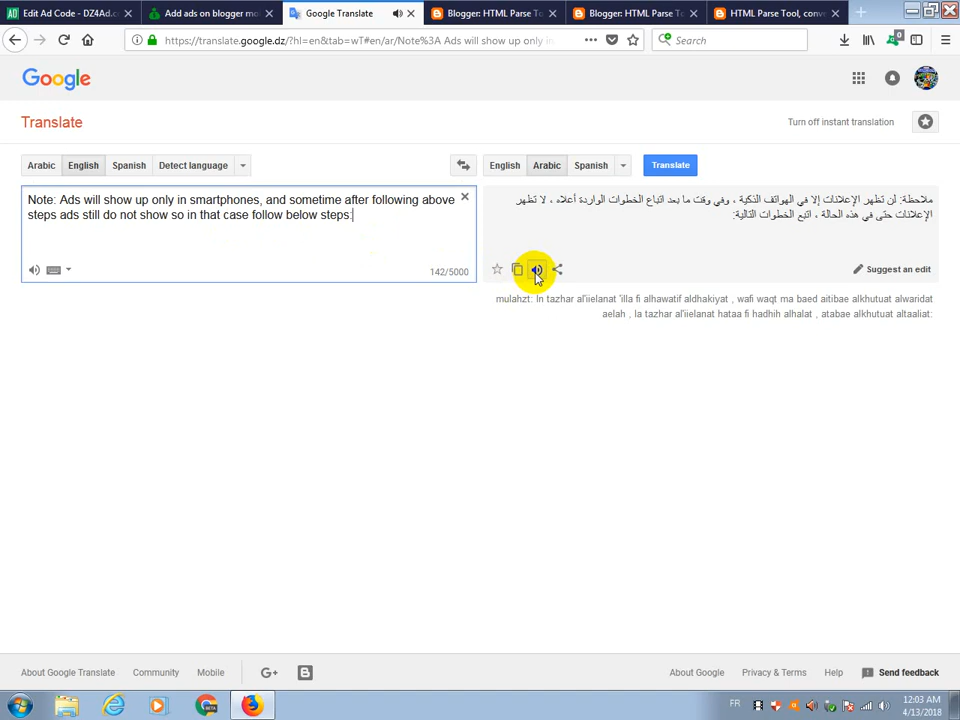 Edit Ad Code - DZ4Ad.c
Add ads on blogger mo
Google Translate
Blogger: HTML Parse To
Blogger: HTML Parse To
HTML Parse Tool, conve
https://translate.google.dz/?hl=en&tab=wT#en/ar/Note%3A Ads will show up only in
Search
0
Google
Translate
Turn off instant translation
Arabic English Spanish Detect language
English Arabic Spanish Translate
Note: Ads will show up only in smartphones, and sometime after following above
steps ads still do not show so in that case follow below steps:
142/5000
ملاحظة: لن تظهر الإعلانات إلا في الهواتف الذكية ، وفي وقت ما بعد اتباع الخطوات الواردة أعلاه ، لا تظهر
الإعلانات حتى في هذه الحالة ، اتبع الخطوات التالية:
Suggest an edit
mulahzt: ln tazhar al'iielanat 'iilla fi alhawatif aldhakiyat , wafi waqt ma baed aitibae alkhutuat alwaridat
aelah , la tazhar al'iielanat hataa fi hadhih alhalat , atabae alkhutuat altaaliat:
About Google Translate Community Mobile
G+
About Google Privacy & Terms Help Send feedback
BETA
FR
12:03 AM
4/13/2018